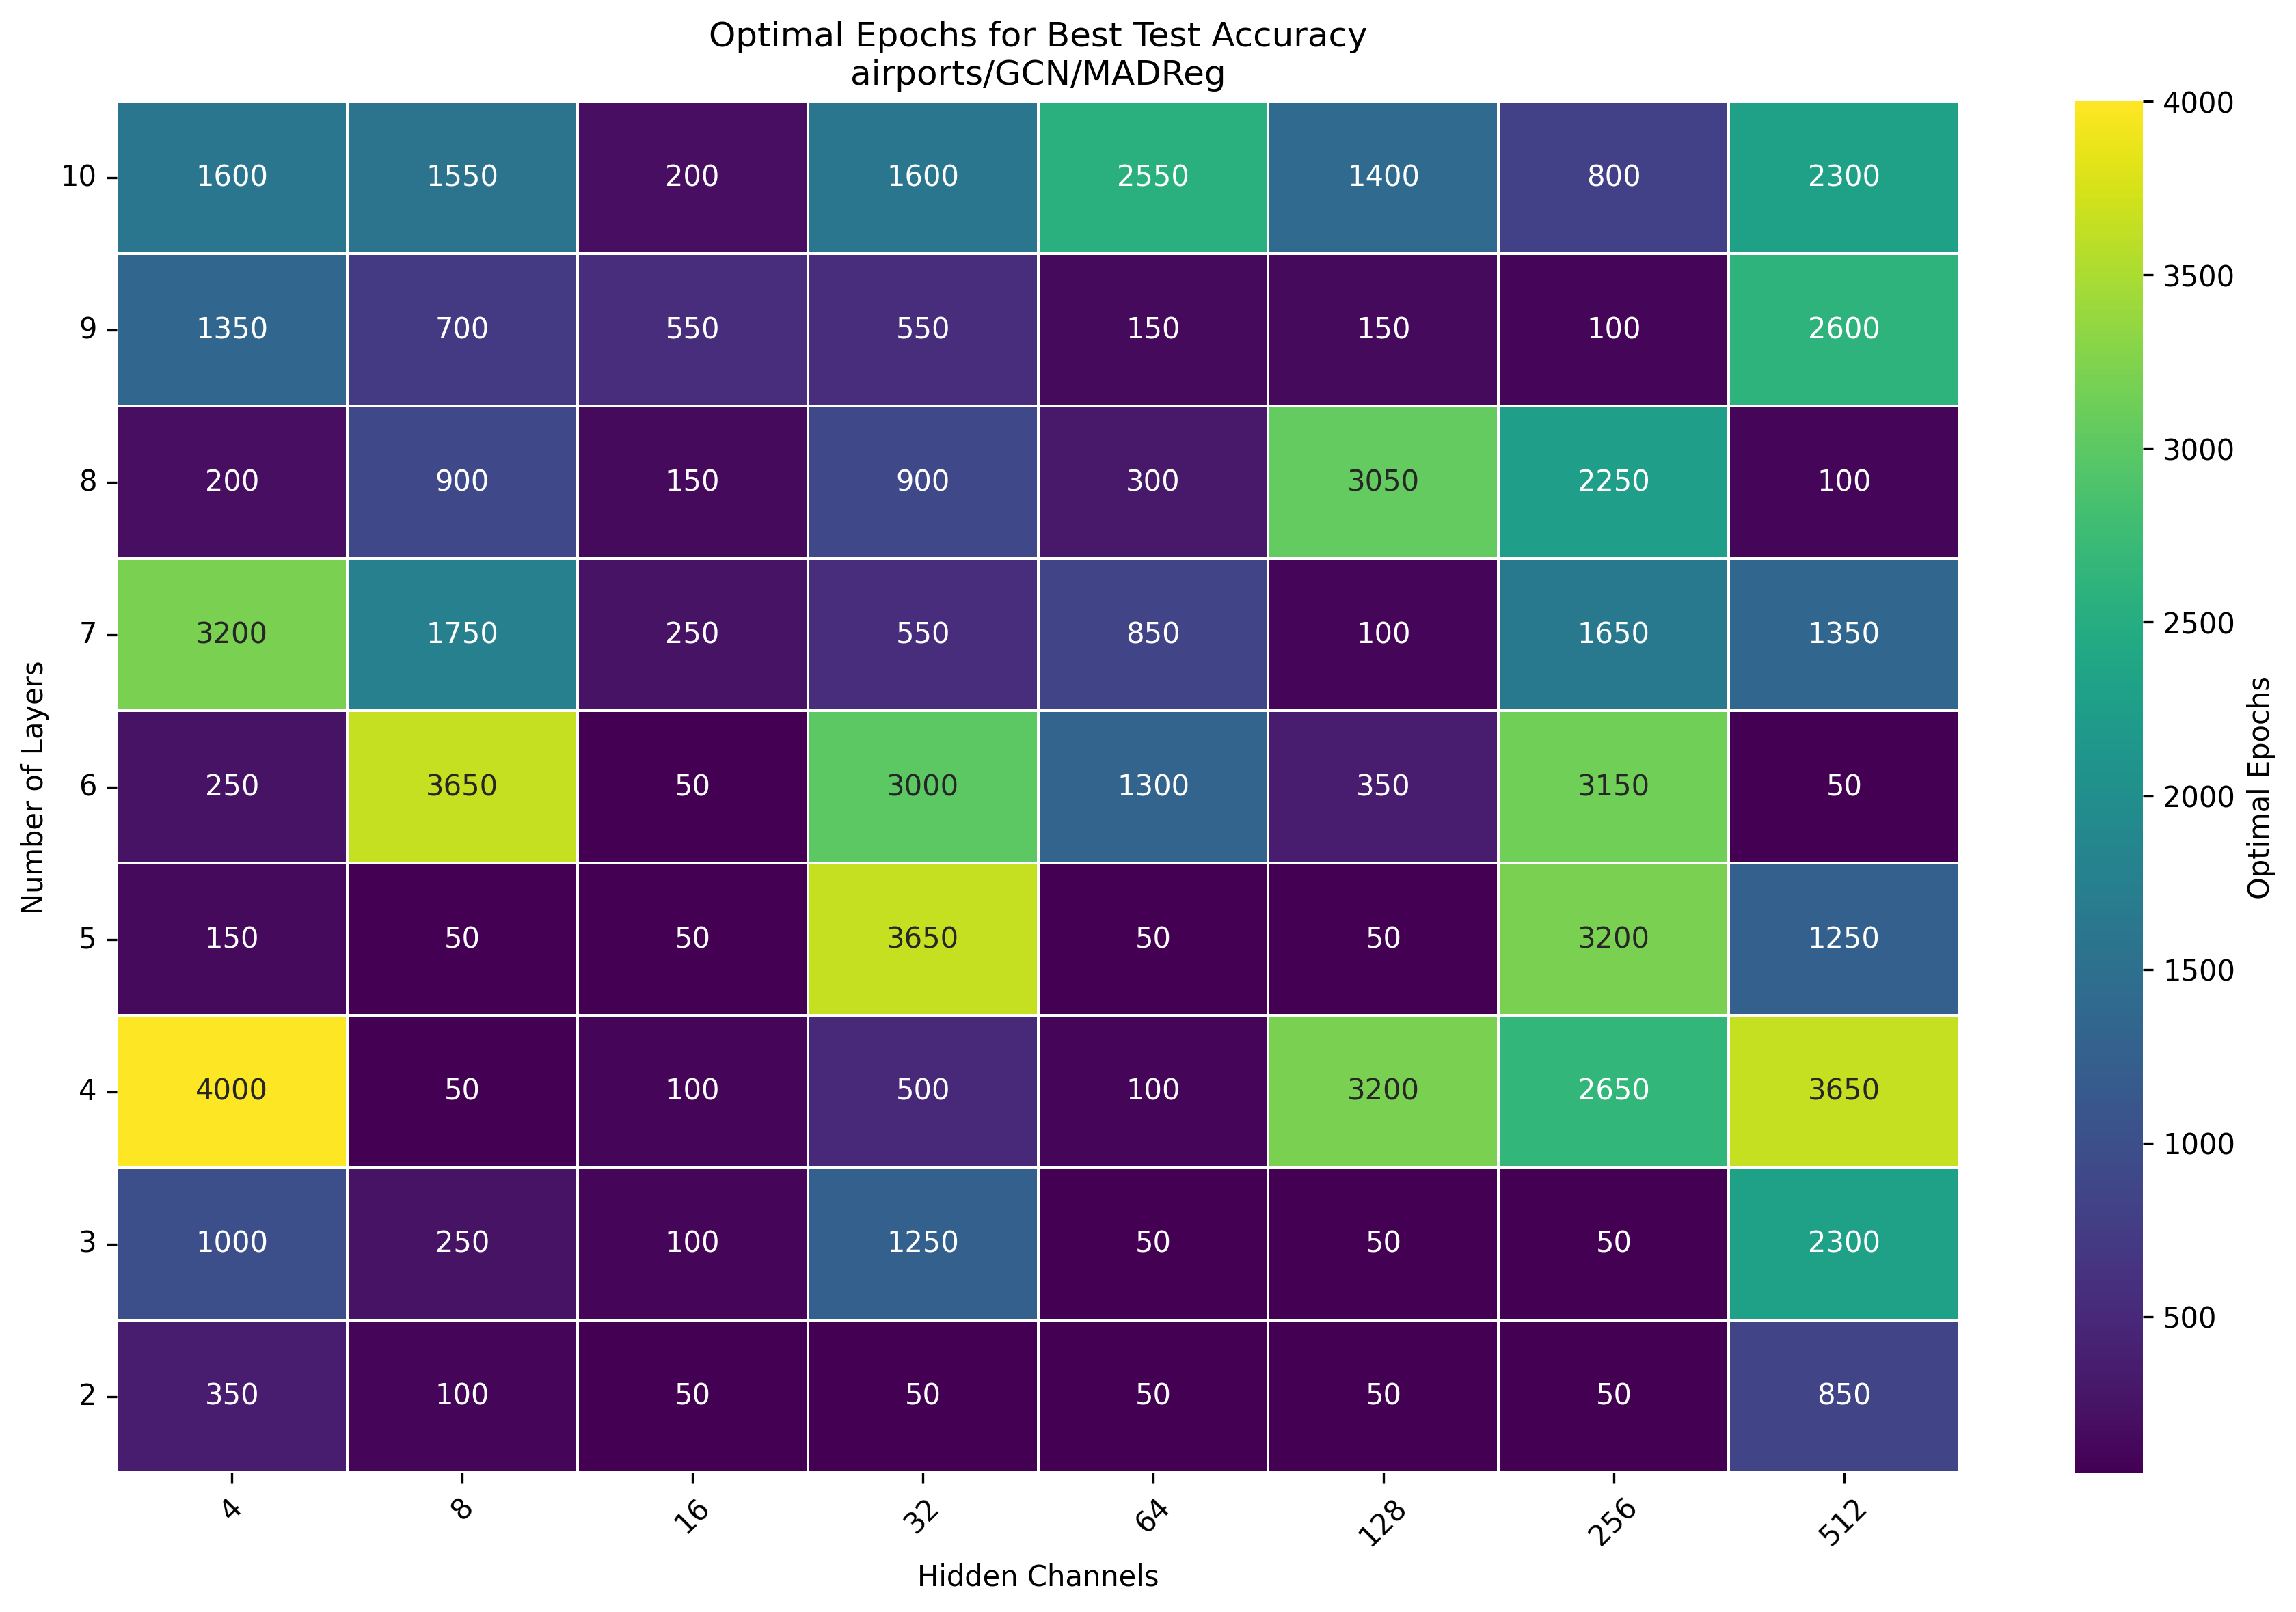 Optimal Epochs for Best Test Accuracy
airports/GCN/MADReg
10 1600 1550 200 1600 2550 1400 800 2300
9 1350 700 550 550 150 150 100 2600
8 200 900 150 900 300 3050 2250 100
7 3200 1750 250 550 850 100 1650 1350
6 250 3650 50 3000 1300 350 3150 50
5 150 50 50 3650 50 50 3200 1250
4 4000 50 100 500 100 3200 2650 3650
3 1000 250 100 1250 50 50 50 2300
2 350 100 50 50 50 50 50 850
4 8 16 32 64 128 256 512
Hidden Channels
Number of Layers
4000
3500
3000
2500
2000
1500
1000
500
Optimal Epochs